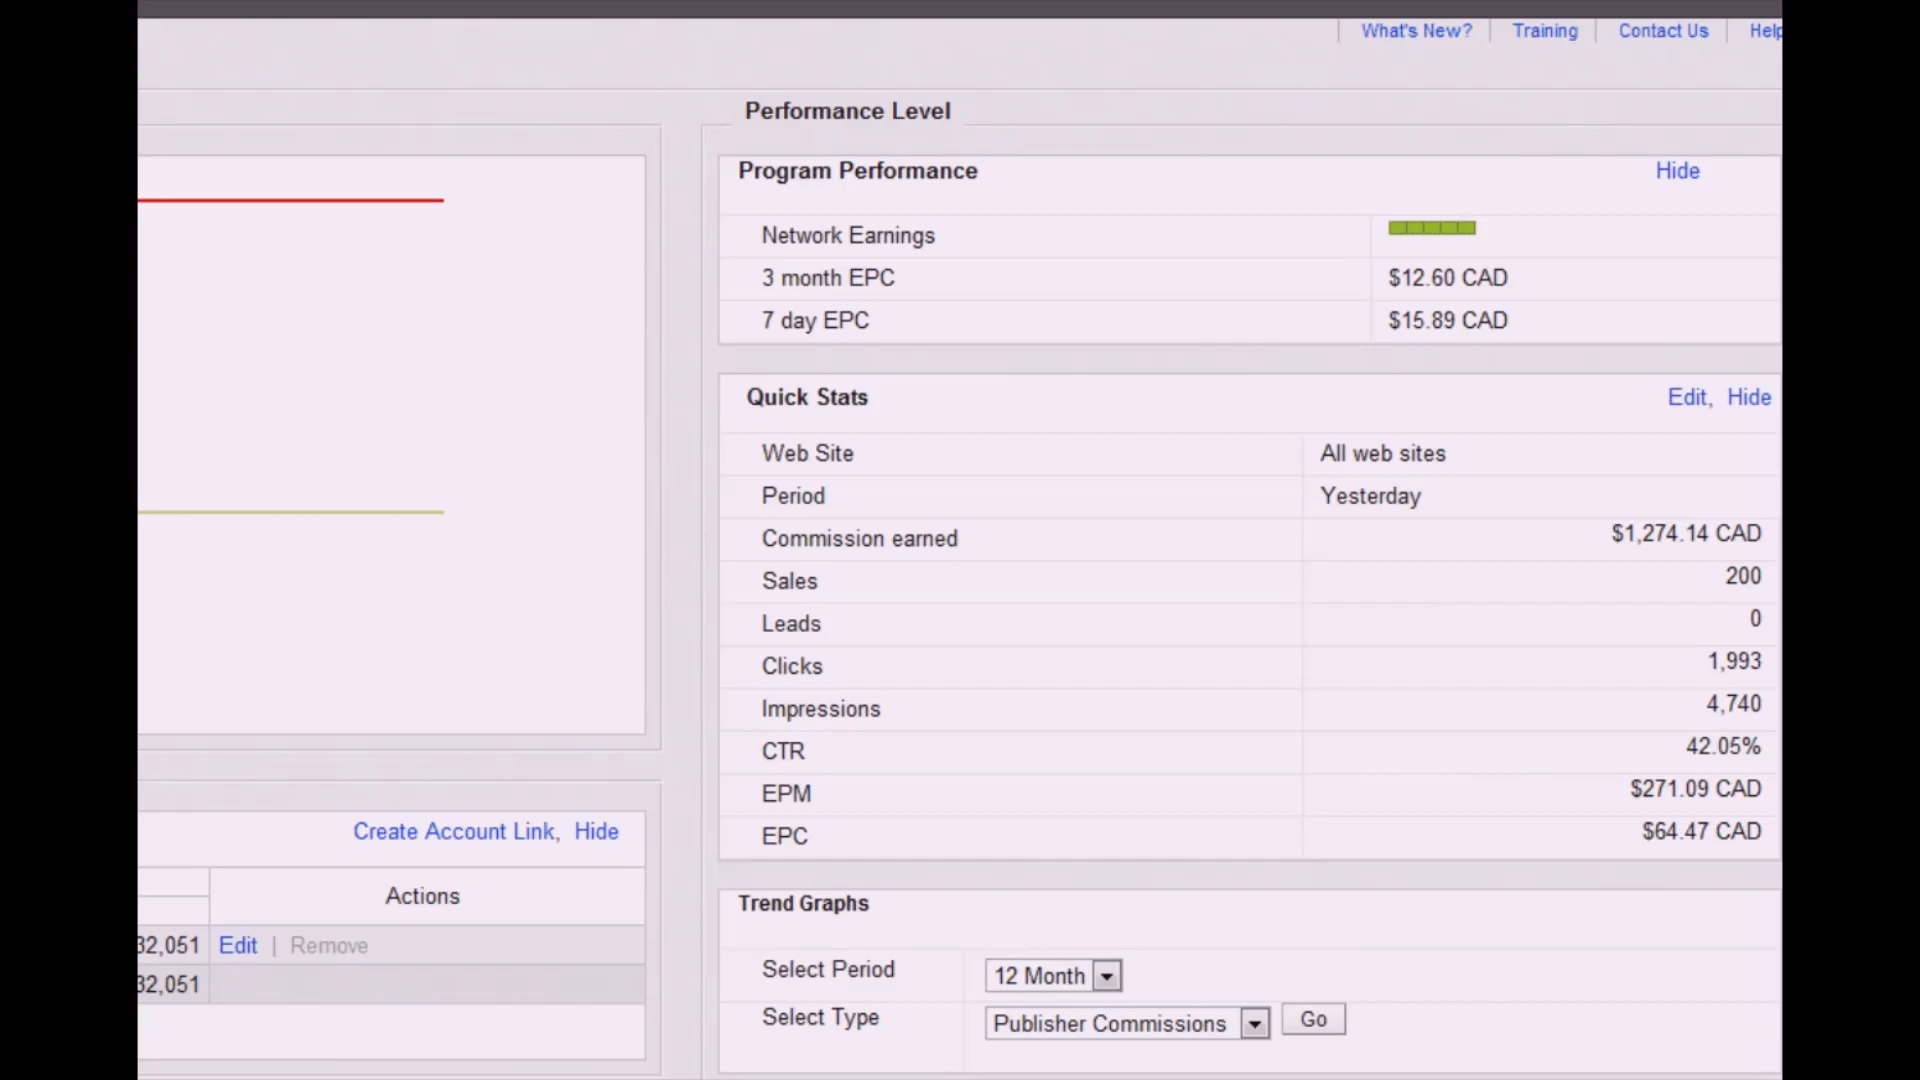 What's New? Training Contact Us Help
Performance Level
Program Performance Hide
Network Earnings
3 month EPC $12.60 CAD
7 day EPC $15.89 CAD
Quick Stats Edit, Hide
Web Site All web sites
Period Yesterday
Commission earned $1,274.14 CAD
Sales 200
Leads 0
Clicks 1,993
Impressions 4,740
CTR 42.05%
EPM $271.09 CAD
EPC $64.47 CAD
Create Account Link, Hide
Actions
32,051 Edit | Remove
32,051
Trend Graphs
Select Period 12 Month
Select Type Publisher Commissions Go